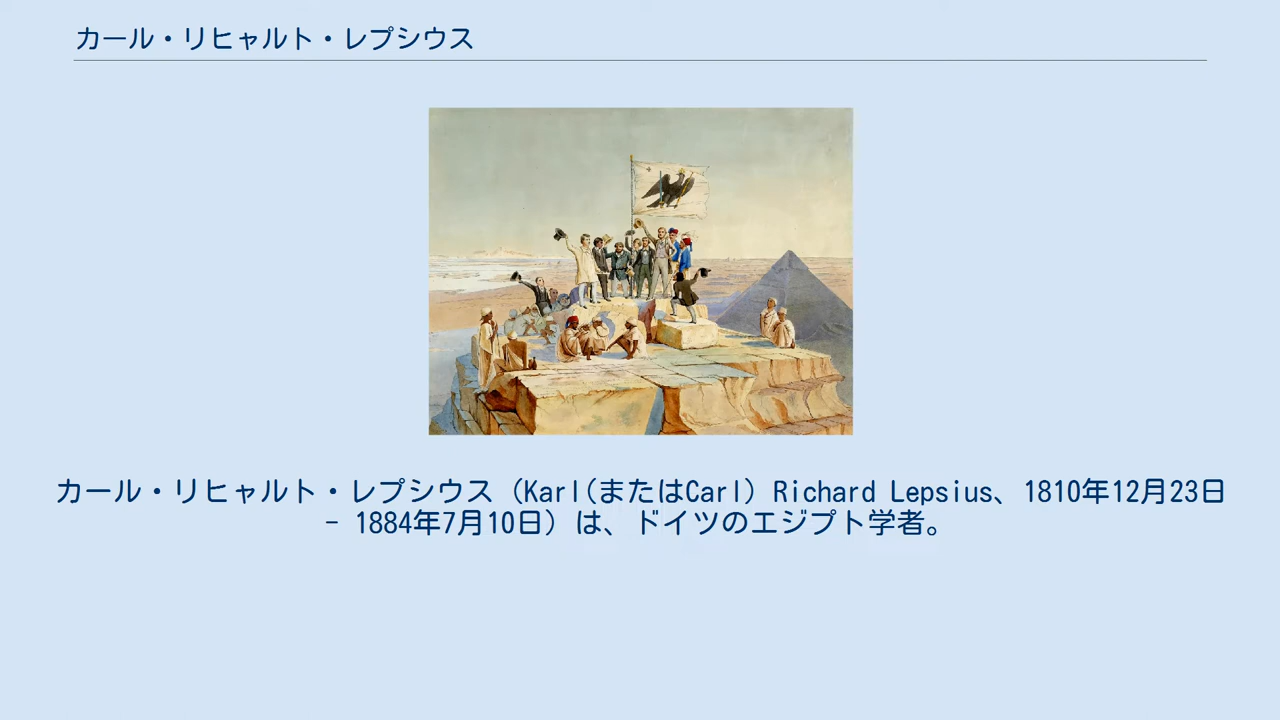 カール・リヒャルト・レプシウス
カール・リヒャルト・レプシウス（Karl(またはCarl) Richard Lepsius、1810年12月23日
- 1884年7月10日）は、ドイツのエジプト学者。